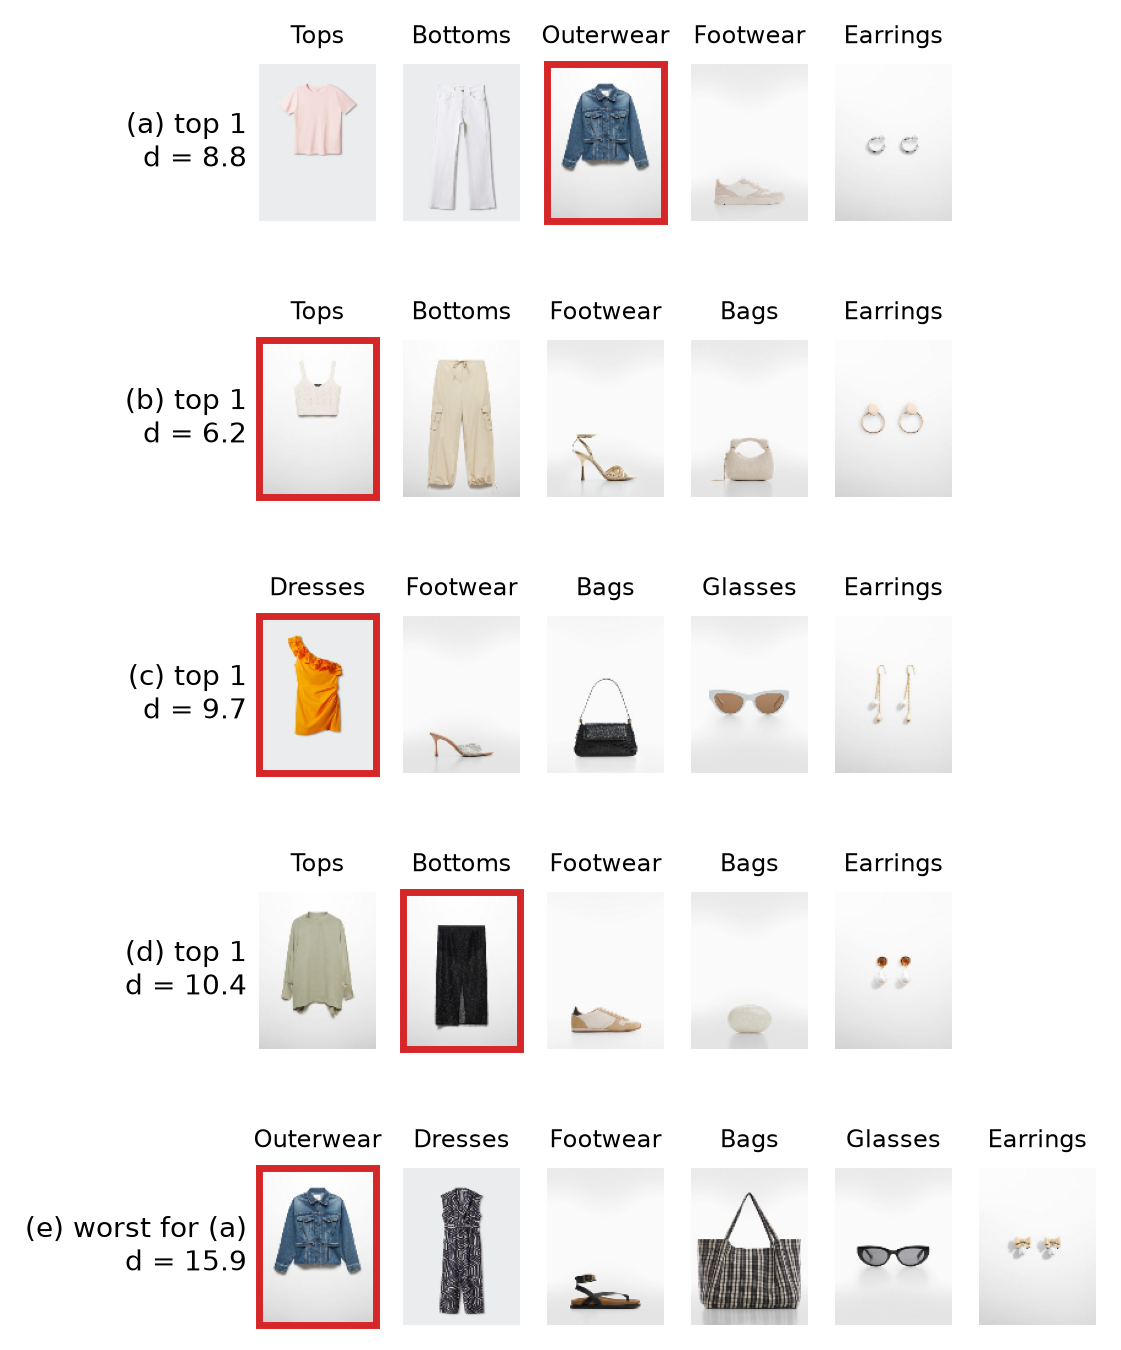 Tops Bottoms Outerwear Footwear Earrings
(a) top 1
d = 8.8
Tops Bottoms Footwear Bags Earrings
(b) top 1
d = 6.2
Dresses Footwear Bags Glasses Earrings
(c) top 1
d = 9.7
Tops Bottoms Footwear Bags Earrings
(d) top 1
d = 10.4
Outerwear Dresses Footwear Bags Glasses Earrings
(e) worst for (a)
d = 15.9